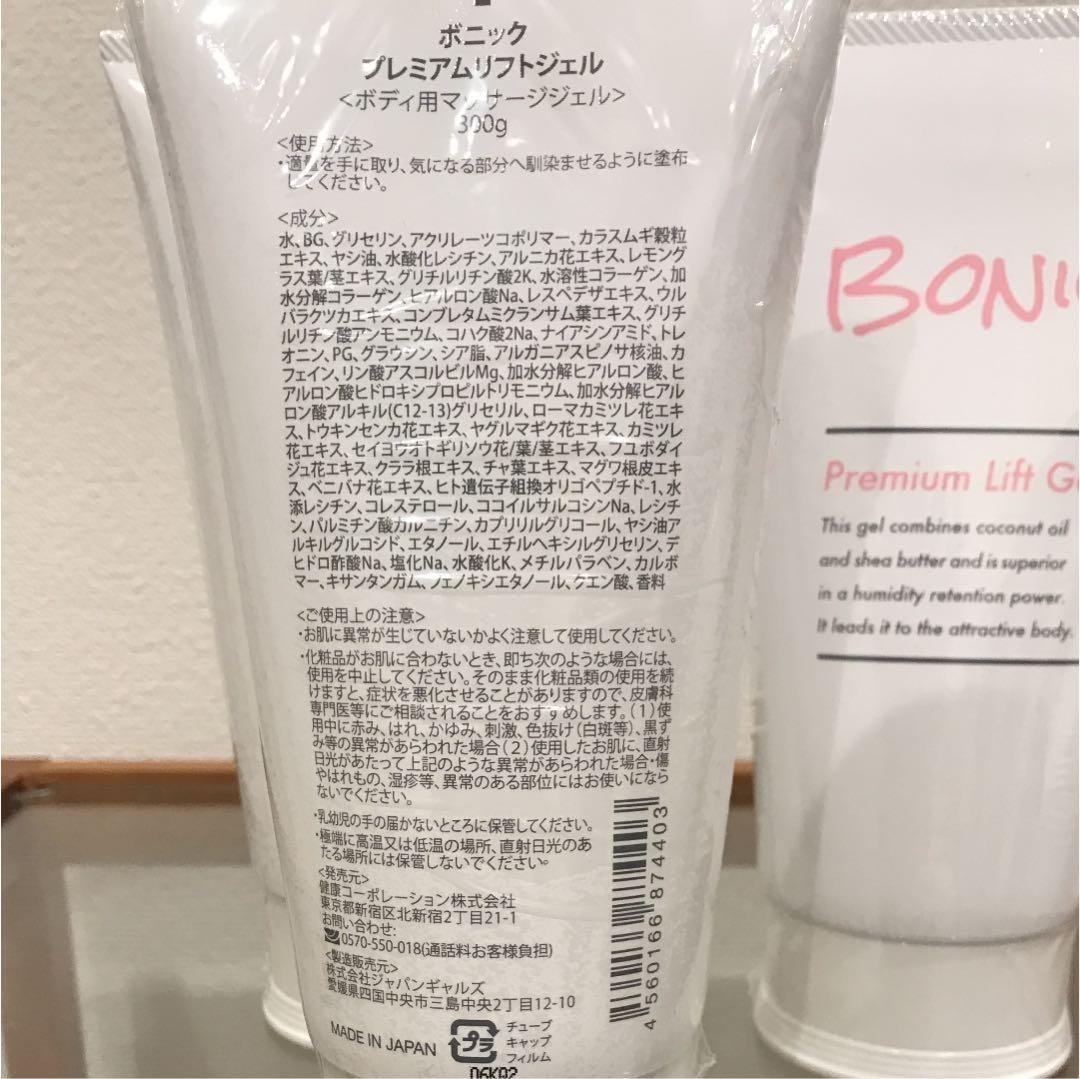 ボニック
プレミアムリフトジェル
<ボディ用マッサージジェル>
300g
<使用方法>
・適量を手に取り、気になる部分へ馴染ませるように塗布
してください。
<成分>
水、BG、グリセリン、アクリレーツコポリマー、カラスムギ穀粒
エキス、ヤシ油、水酸化レシチン、アルニカ花エキス、レモング
ラス葉/茎エキス、グリチルリチン酸2K、水溶性コラーゲン、加
水分解コラーゲン、ヒアルロン酸Na、レスペデザエキス、ウル
バラクツカエキス、コンブレタムミクランサム葉エキス、グリチ
ルリチン酸アンモニウム、コハク酸2Na、ナイアシンアミド、トレ
オニン、PG、グラウシン、シア脂、アルガニアスピノサ核油、カ
フェイン、リン酸アスコルビルMg、加水分解ヒアルロン酸、ヒ
アルロン酸ヒドロキシプロピルトリモニウム、加水分解ヒアル
ロン酸アルキル(C12-13)グリセリル、ローマカミツレ花エキ
ス、トウキンセンカ花エキス、ヤグルマギク花エキス、カミツレ
花エキス、セイヨウオトギリソウ花/葉/茎エキス、フユボダイ
ジュ花エキス、クララ根エキス、チャ葉エキス、マグワ根皮エキ
ス、ベニバナ花エキス、ヒト遺伝子組換オリゴペプチド-1、水
添レシチン、コレステロール、ココイルサルコシンNa、レシチ
ン、パルミチン酸カルニチン、カプリリルグリコール、ヤシ油ア
ルキルグルコシド、エタノール、エチルヘキシルグリセリン、デ
ヒドロ酢酸Na、塩化Na、水酸化K、メチルパラベン、カルボ
マー、キサンタンガム、フェノキシエタノール、クエン酸、香料
<ご使用上の注意>
・お肌に異常が生じていないかよく注意して使用してください。
・化粧品がお肌に合わないとき、即ち次のような場合には、
使用を中止してください。そのまま化粧品類の使用を続
けますと、症状を悪化させることがありますので、皮膚科
専門医等にご相談されることをおすすめします。(1)使
用中に赤み、はれ、かゆみ、刺激、色抜け(白斑等)、黒ず
み等の異常があらわれた場合(2)使用したお肌に、直射
日光があたって上記のような異常があらわれた場合・傷
やはれもの、湿疹等、異常のある部位にはお使いになら
ないでください。
・乳幼児の手の届かないところに保管してください。
・極端に高温又は低温の場所、直射日光のあ
たる場所には保管しないでください。
<発売元>
健康コーポレーション株式会社
東京都新宿区北新宿2丁目21-1
お問い合わせ:
0570-550-018(通話料お客様負担)
<製造販売元>
株式会社ジャパンギャルズ
愛媛県四国中央市三島中央2丁目12-10
MADE IN JAPAN
プラ
チューブ
キャップ
フィルム
06KA2
4 560166 874403
BONI
Premium Lift G
This gel combines coconut oil
and shea butter and is superior
in a humidity retention power.
It leads it to the attractive body.